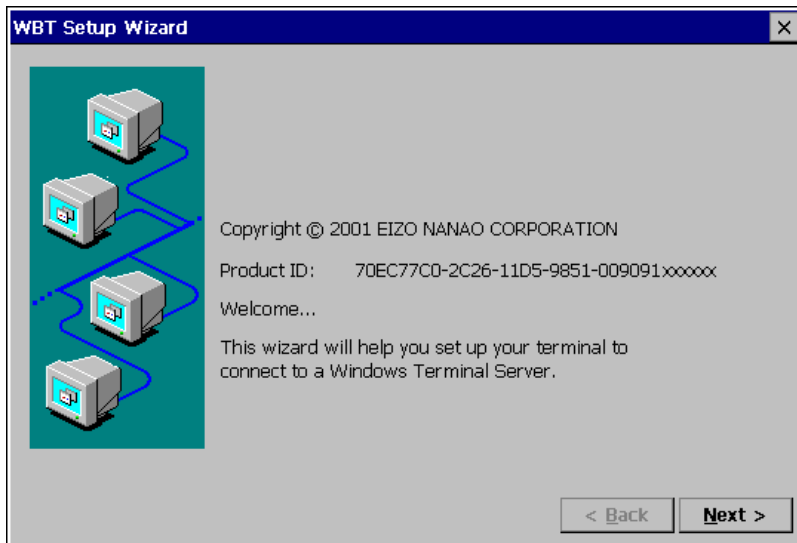 WBT Setup Wizard
Copyright © 2001 EIZO NANAO CORPORATION
Product ID: 70EC77C0-2C26-11D5-9851-009091xxxxxx
Welcome...
This wizard will help you set up your terminal to
connect to a Windows Terminal Server.
< Back
Next >